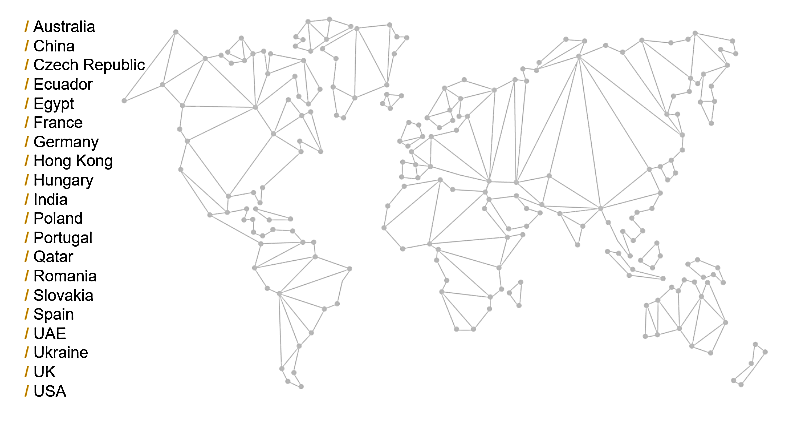 / Australia
/ China
/ Czech Republic
/ Ecuador
/ Egypt
/ France
/ Germany
/ Hong Kong
/ Hungary
/ India
/ Poland
/ Portugal
/ Qatar
/ Romania
/ Slovakia
/ Spain
/ UAE
/ Ukraine
/ UK
/ USA